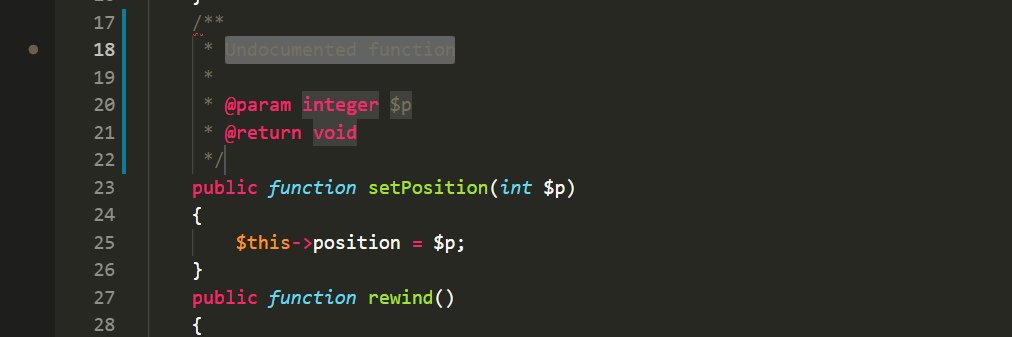 17 /**
18 * Undocumented function
19 *
20 * @param integer $p
21 * @return void
22 */
23 public function setPosition(int $p)
24 {
25 $this->position = $p;
26 }
27 public function rewind()
28 {